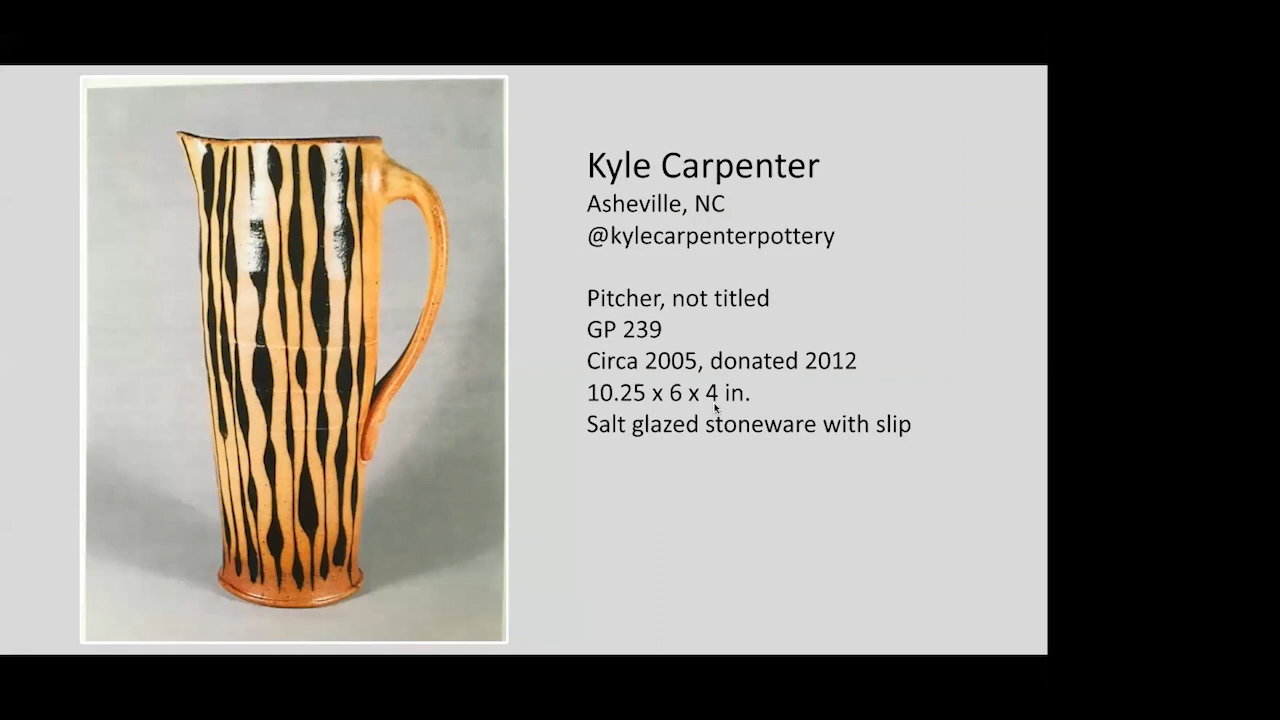 Kyle Carpenter
Asheville, NC
@kylecarpenterpottery
Pitcher, not titled
GP 239
Circa 2005, donated 2012
10.25 x 6 x 4 in.
Salt glazed stoneware with slip